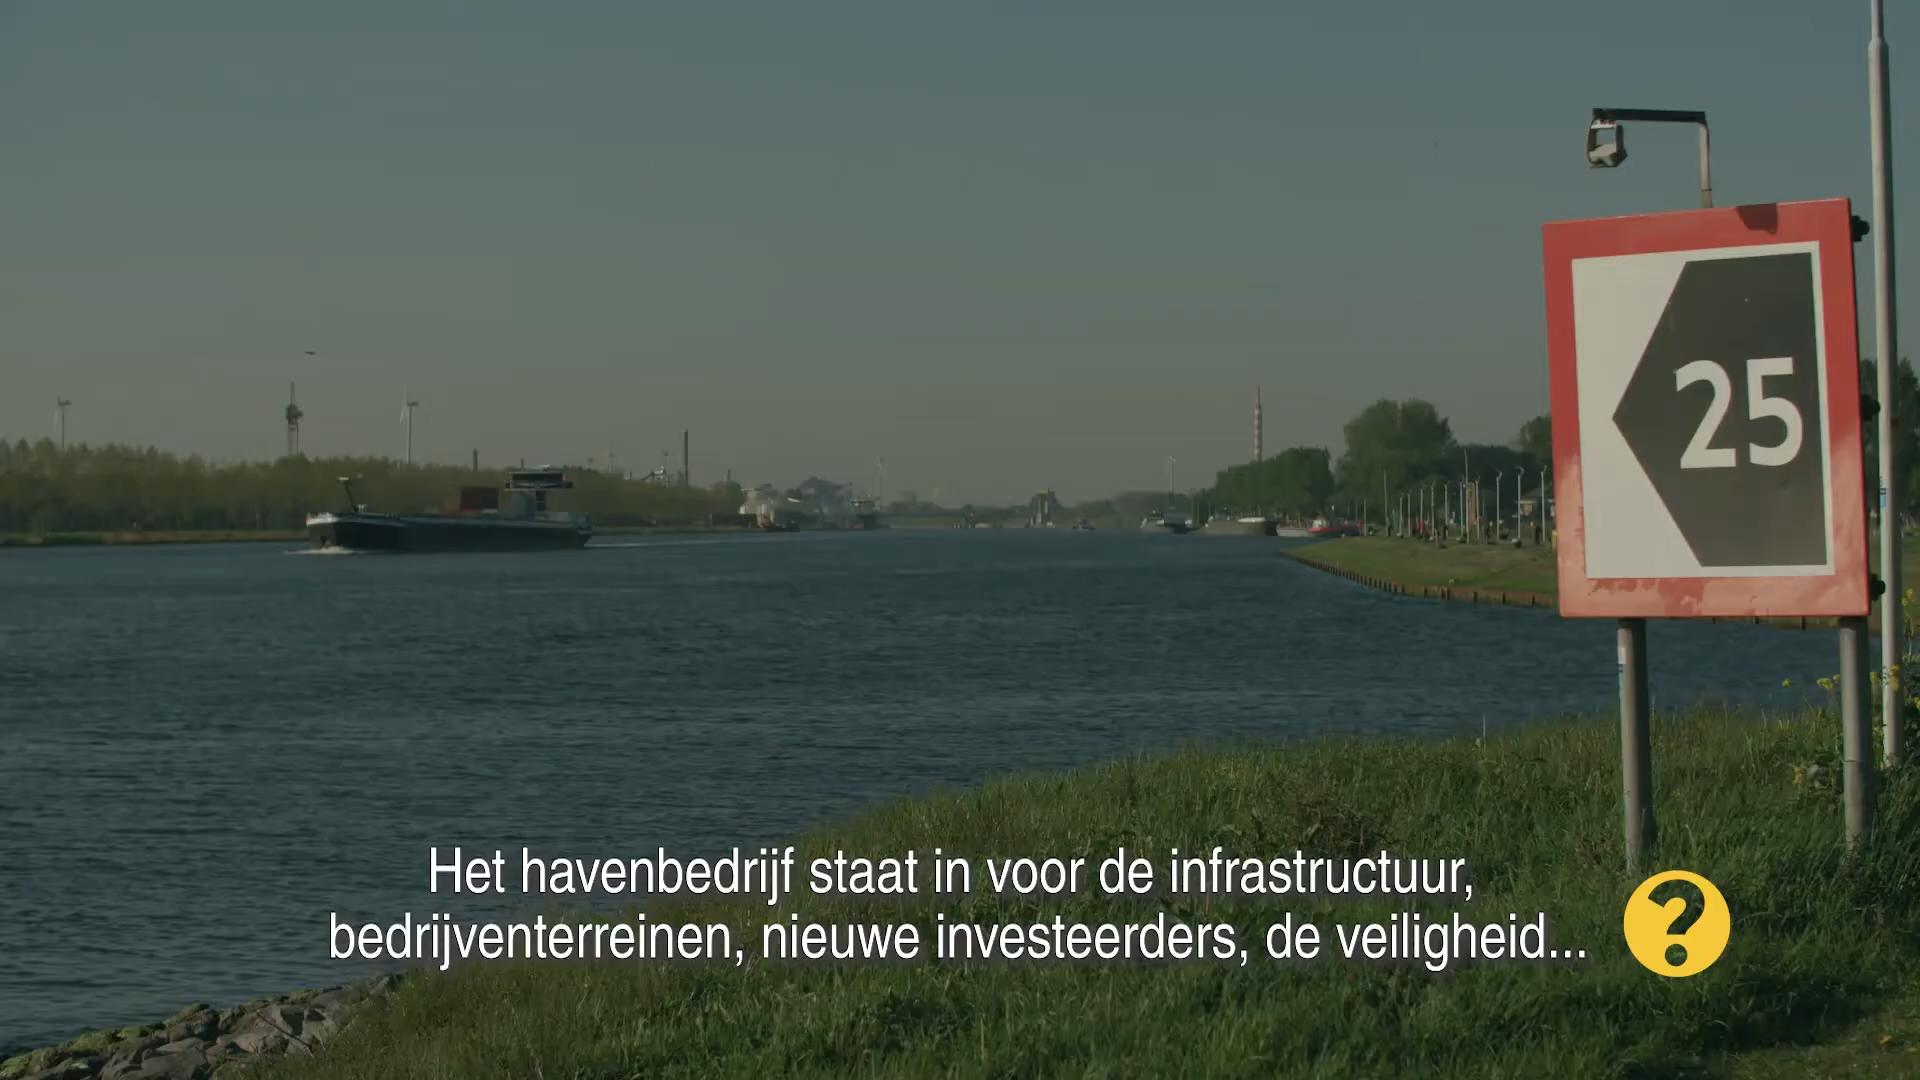 25
Het havenbedrijf staat in voor de infrastructuur,
bedrijventerreinen, nieuwe investeerders, de veiligheid...
?